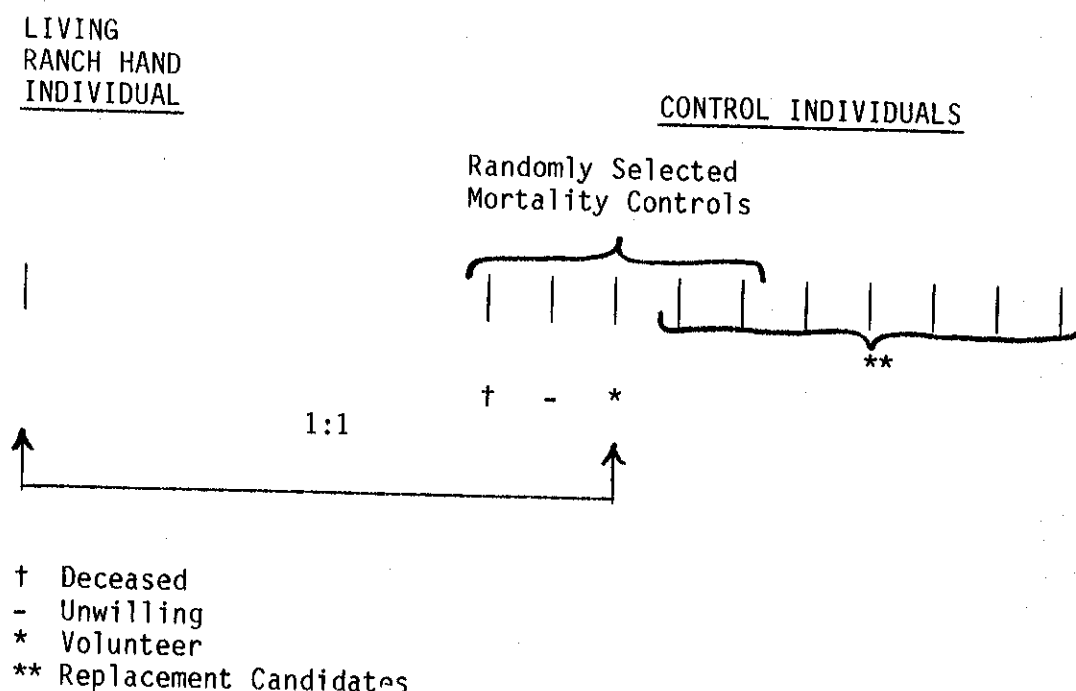 LIVING
RANCH HAND
INDIVIDUAL
CONTROL INDIVIDUALS
Randomly Selected
Mortality Controls
**
† - *
1:1
† Deceased
- Unwilling
* Volunteer
** Replacement Candidates